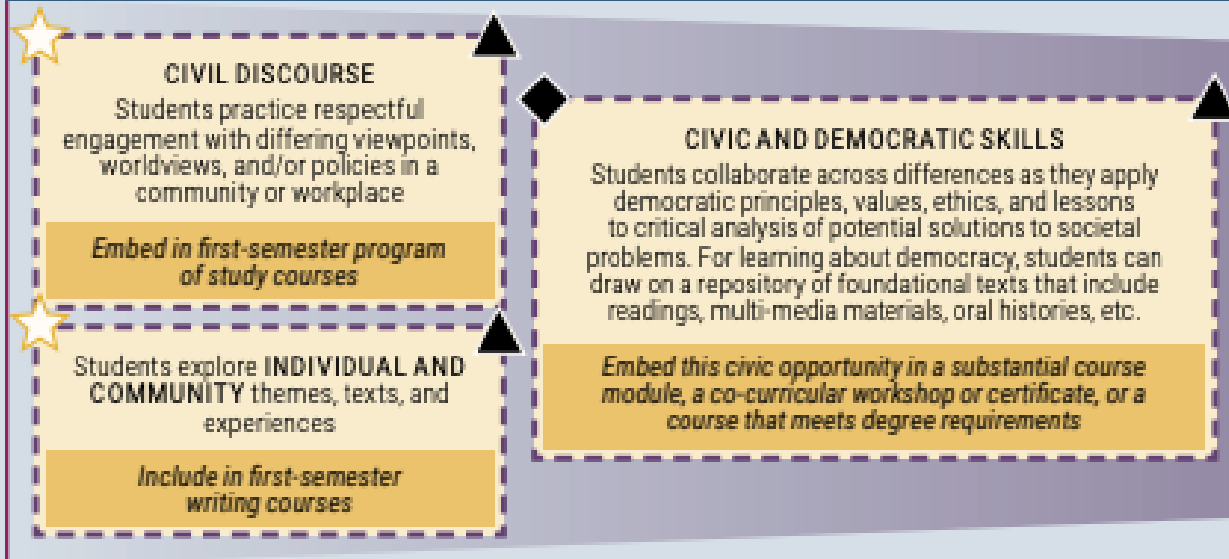 CIVIL DISCOURSE
Students practice respectful
engagement with differing viewpoints,
worldviews, and/or policies in a
community or workplace
Embed in first-semester program
of study courses
Students explore INDIVIDUAL AND
COMMUNITY themes, texts, and
experiences
Include in first-semester
writing courses
CIVIC AND DEMOCRATIC SKILLS
Students collaborate across differences as they apply
democratic principles, values, ethics, and lessons
to critical analysis of potential solutions to societal
problems. For learning about democracy, students can
draw on a repository of foundational texts that include
readings, multi-media materials, oral histories, etc.
Embed this civic opportunity in a substantial course
module, a co-curricular workshop or certificate, or a
course that meets degree requirements